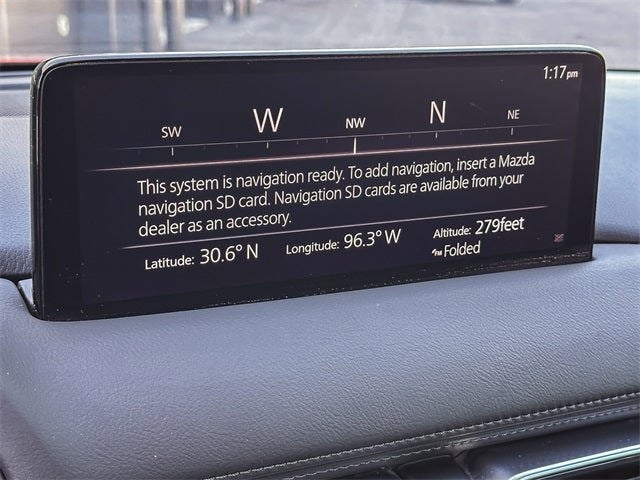 1:17pm
SW W NW N NE
This system is navigation ready. To add navigation, insert a Mazda
navigation SD card. Navigation SD cards are available from your
dealer as an accessory.
Latitude: 30.6° N Longitude: 96.3° W Altitude: 279feet
Folded